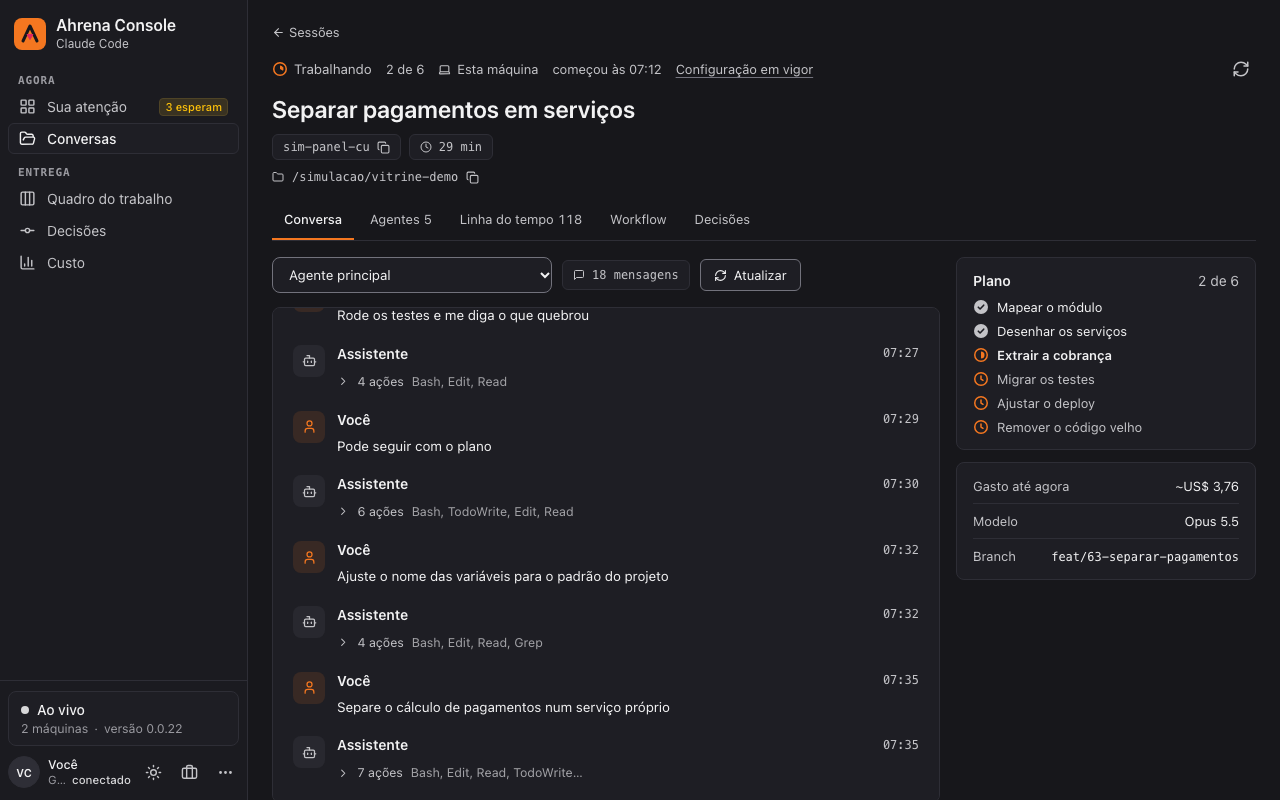 Ahrena Console
Claude Code
AGORA
Sua atenção
3 esperam
Conversas
ENTREGA
Quadro do trabalho
Decisões
Custo
Ao vivo
2 máquinas · versão 0.0.22
VC
Você
G... conectado
Sessões
Trabalhando 2 de 6 Esta máquina começou às 07:12 Configuração em vigor
Separar pagamentos em serviços
sim-panel-cu 29 min
/simulacao/vitrine-demo
Conversa Agentes 5 Linha do tempo 118 Workflow Decisões
Agente principal 18 mensagens Atualizar
Rode os testes e me diga o que quebrou
Assistente 07:27
4 ações Bash, Edit, Read
Você 07:29
Pode seguir com o plano
Assistente 07:30
6 ações Bash, TodoWrite, Edit, Read
Você 07:32
Ajuste o nome das variáveis para o padrão do projeto
Assistente 07:32
4 ações Bash, Edit, Read, Grep
Você 07:35
Separe o cálculo de pagamentos num serviço próprio
Assistente 07:35
7 ações Bash, Edit, Read, TodoWrite...
Plano 2 de 6
Mapear o módulo
Desenhar os serviços
Extrair a cobrança
Migrar os testes
Ajustar o deploy
Remover o código velho
Gasto até agora ~US$ 3,76
Modelo Opus 5.5
Branch feat/63-separar-pagamentos